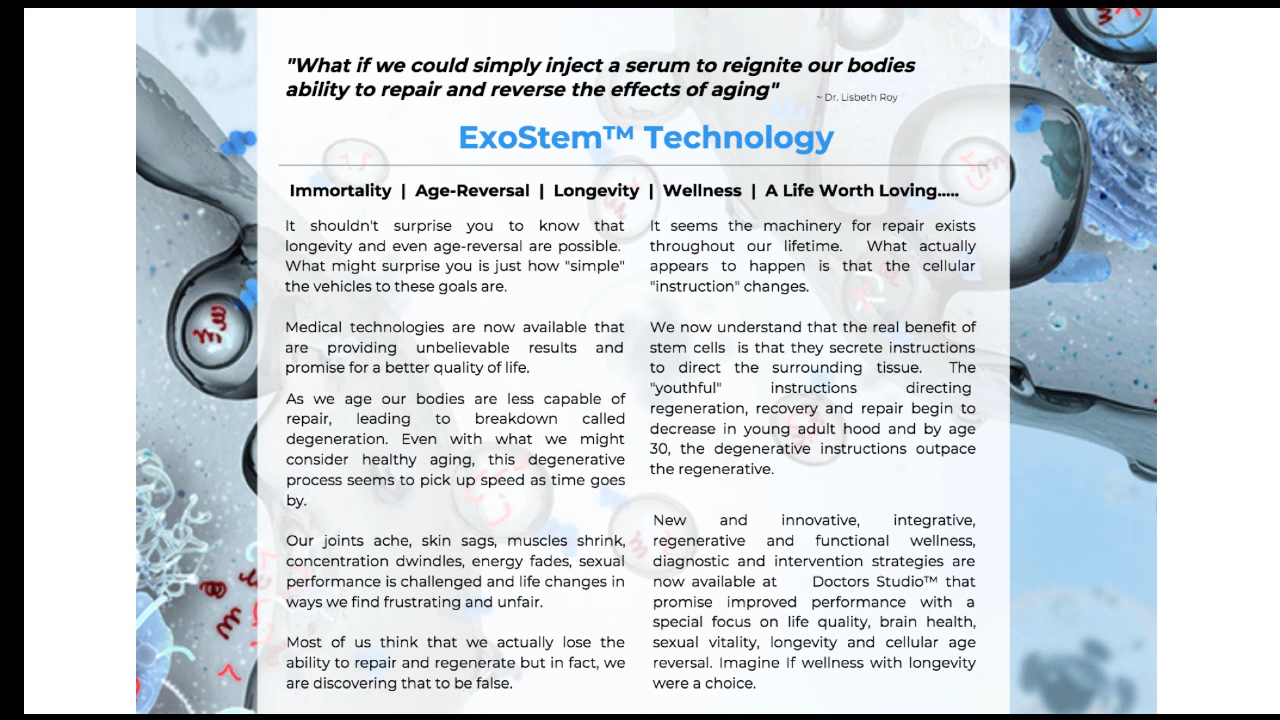 "What if we could simply inject a serum to reignite our bodies
ability to repair and reverse the effects of aging"
~ Dr. Lisbeth Roy
ExoStem™ Technology
Immortality | Age-Reversal | Longevity | Wellness | A Life Worth Loving.....
It shouldn't surprise you to know that
longevity and even age-reversal are possible.
What might surprise you is just how "simple"
the vehicles to these goals are.
Medical technologies are now available that
are providing unbelievable results and
promise for a better quality of life.
As we age our bodies are less capable of
repair, leading to breakdown called
degeneration. Even with what we might
consider healthy aging, this degenerative
process seems to pick up speed as time goes
by.
Our joints ache, skin sags, muscles shrink,
concentration dwindles, energy fades, sexual
performance is challenged and life changes in
ways we find frustrating and unfair.
Most of us think that we actually lose the
ability to repair and regenerate but in fact, we
are discovering that to be false.
It seems the machinery for repair exists
throughout our lifetime. What actually
appears to happen is that the cellular
"instruction" changes.
We now understand that the real benefit of
stem cells is that they secrete instructions
to direct the surrounding tissue. The
"youthful" instructions directing
regeneration, recovery and repair begin to
decrease in young adult hood and by age
30, the degenerative instructions outpace
the regenerative.
New and innovative, integrative,
regenerative and functional wellness,
diagnostic and intervention strategies are
now available at Doctors Studio™ that
promise improved performance with a
special focus on life quality, brain health,
sexual vitality, longevity and cellular age
reversal. Imagine If wellness with longevity
were a choice.